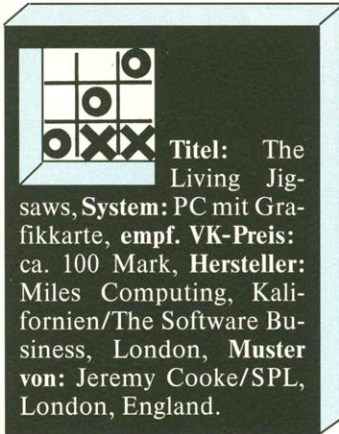 Titel: The
Living Jig-
saws, System: PC mit Gra-
fikkarte, empf. VK-Preis:
ca. 100 Mark, Hersteller:
Miles Computing, Kali-
fornien/The Software Bu-
siness, London, Muster
von: Jeremy Cooke/SPL,
London, England.